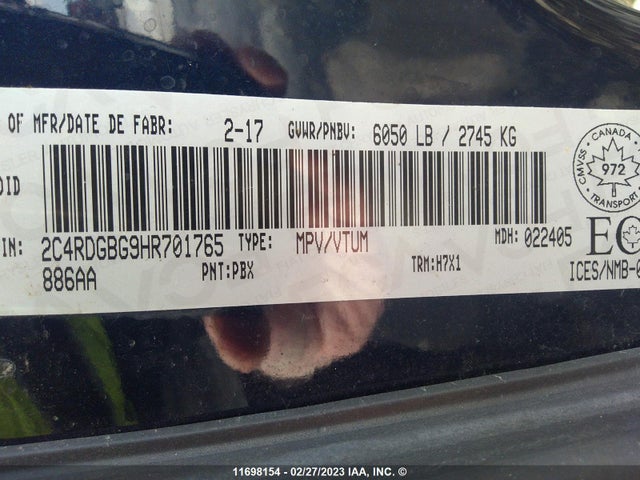 OF MFR/DATE DE FABR: 2-17 GVWR/PNBV: 6050 LB / 2745 KG
CMVSS · CANADA
972
TRANSPORT
IN: 2C4RDGBG9HR701765 TYPE: MPV/VTUM MDH: 022405 EC
886AA PNT:PBX TRM:H7X1 ICES/NMB-0
11698154 - 02/27/2023 IAA, INC. ©